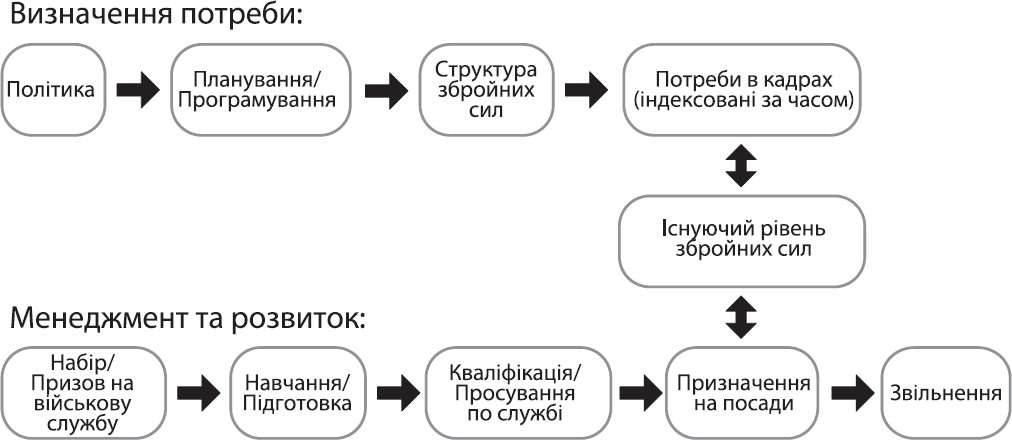 Визначення потреби:
Політика
Планування/
Програмування
Структура
збройних
сил
Потреби в кадрах
(індексовані за часом)
Існуючий рівень
збройних сил
Менеджмент та розвиток:
Набір/
Призов на
військову
службу
Навчання/
Підготовка
Кваліфікація/
Просування
по службі
Призначення
на посади
Звільнення